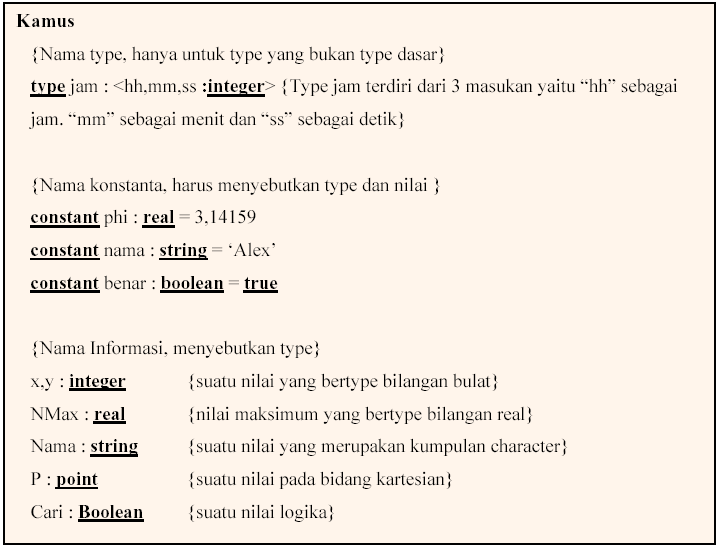 Kamus
{Nama type, hanya untuk type yang bukan type dasar}
type jam : <hh,mm,ss :integer> {Type jam terdiri dari 3 masukan yaitu “hh” sebagai
jam. “mm” sebagai menit dan “ss” sebagai detik}
{Nama konstanta, harus menyebutkan type dan nilai }
constant phi : real = 3,14159
constant nama : string = ‘Alex’
constant benar : boolean = true
{Nama Informasi, menyebutkan type}
x,y : integer {suatu nilai yang bertype bilangan bulat}
NMax : real {nilai maksimum yang bertype bilangan real}
Nama : string {suatu nilai yang merupakan kumpulan character}
P : point {suatu nilai pada bidang kartesian}
Cari : Boolean {suatu nilai logika}